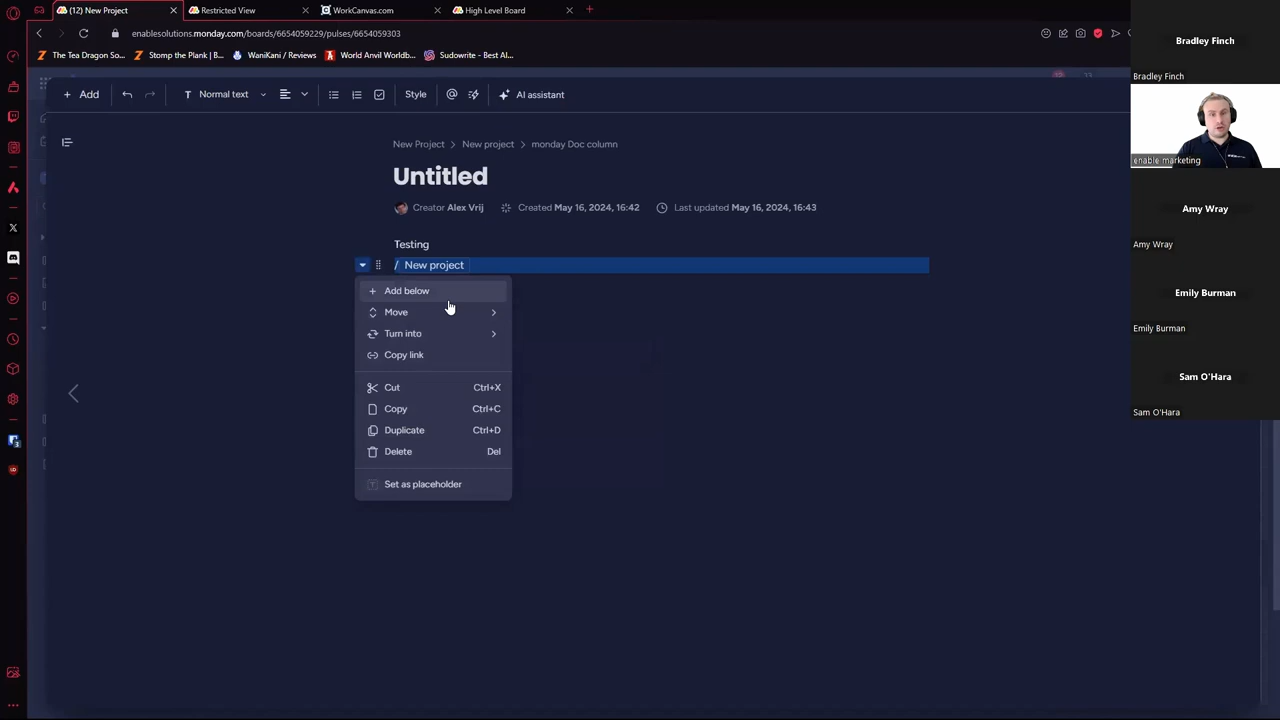 (12) New Project
Restricted View
WorkCanvas.com
High Level Board
enablesolutions.monday.com/boards/6654059229/pulses/6654059303
The Tea Dragon So...
Stomp the Plank | B...
WaniKani / Reviews
World Anvil Worldb...
Sudowrite - Best AI...
Add
Normal text
Style
AI assistant
New Project > New project > monday Doc column
Untitled
Creator Alex Vrij
Created May 16, 2024, 16:42
Last updated May 16, 2024, 16:43
Testing
/ New project
Add below
Move
Turn into
Copy link
Cut Ctrl+X
Copy Ctrl+C
Duplicate Ctrl+D
Delete Del
Set as placeholder
Bradley Finch
Bradley Finch
enable marketing
Amy Wray
Amy Wray
Emily Burman
Emily Burman
Sam O'Hara
Sam O'Hara